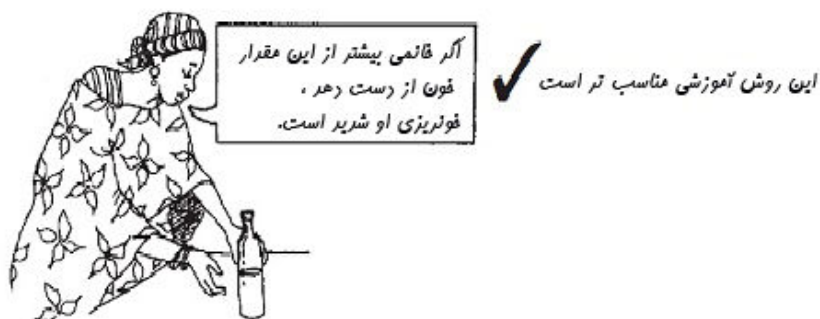 اگر خانمی بیشتر از این مقدار
خون از دست دهد ،
خونریزی او شدید است.
این روش آموزشی مناسب تر است